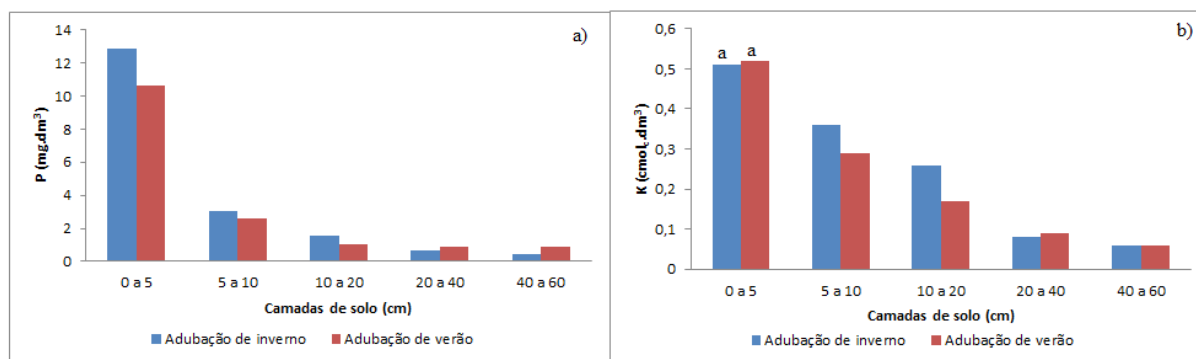 a)
14
12
10
8
6
4
2
0
P (mg.dm³)
0 a 5 5 a 10 10 a 20 20 a 40 40 a 60
Camadas de solo (cm)
Adubação de inverno Adubação de verão
b)
0,6
0,5
0,4
0,3
0,2
0,1
0
K (cmolc.dm³)
a a
0 a 5 5 a 10 10 a 20 20 a 40 40 a 60
Camadas de solo (cm)
Adubação de inverno Adubação de verão